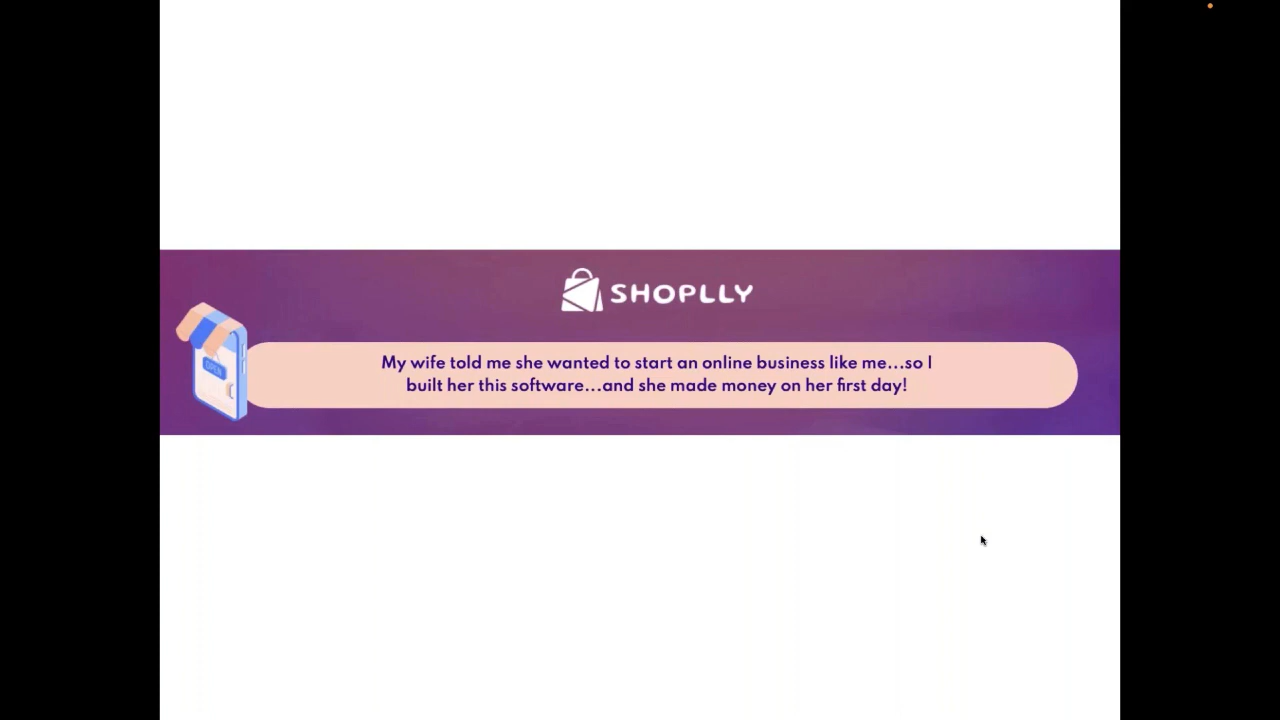 SHOPLLY
My wife told me she wanted to start an online business like me...so I
built her this software...and she made money on her first day!
OPEN